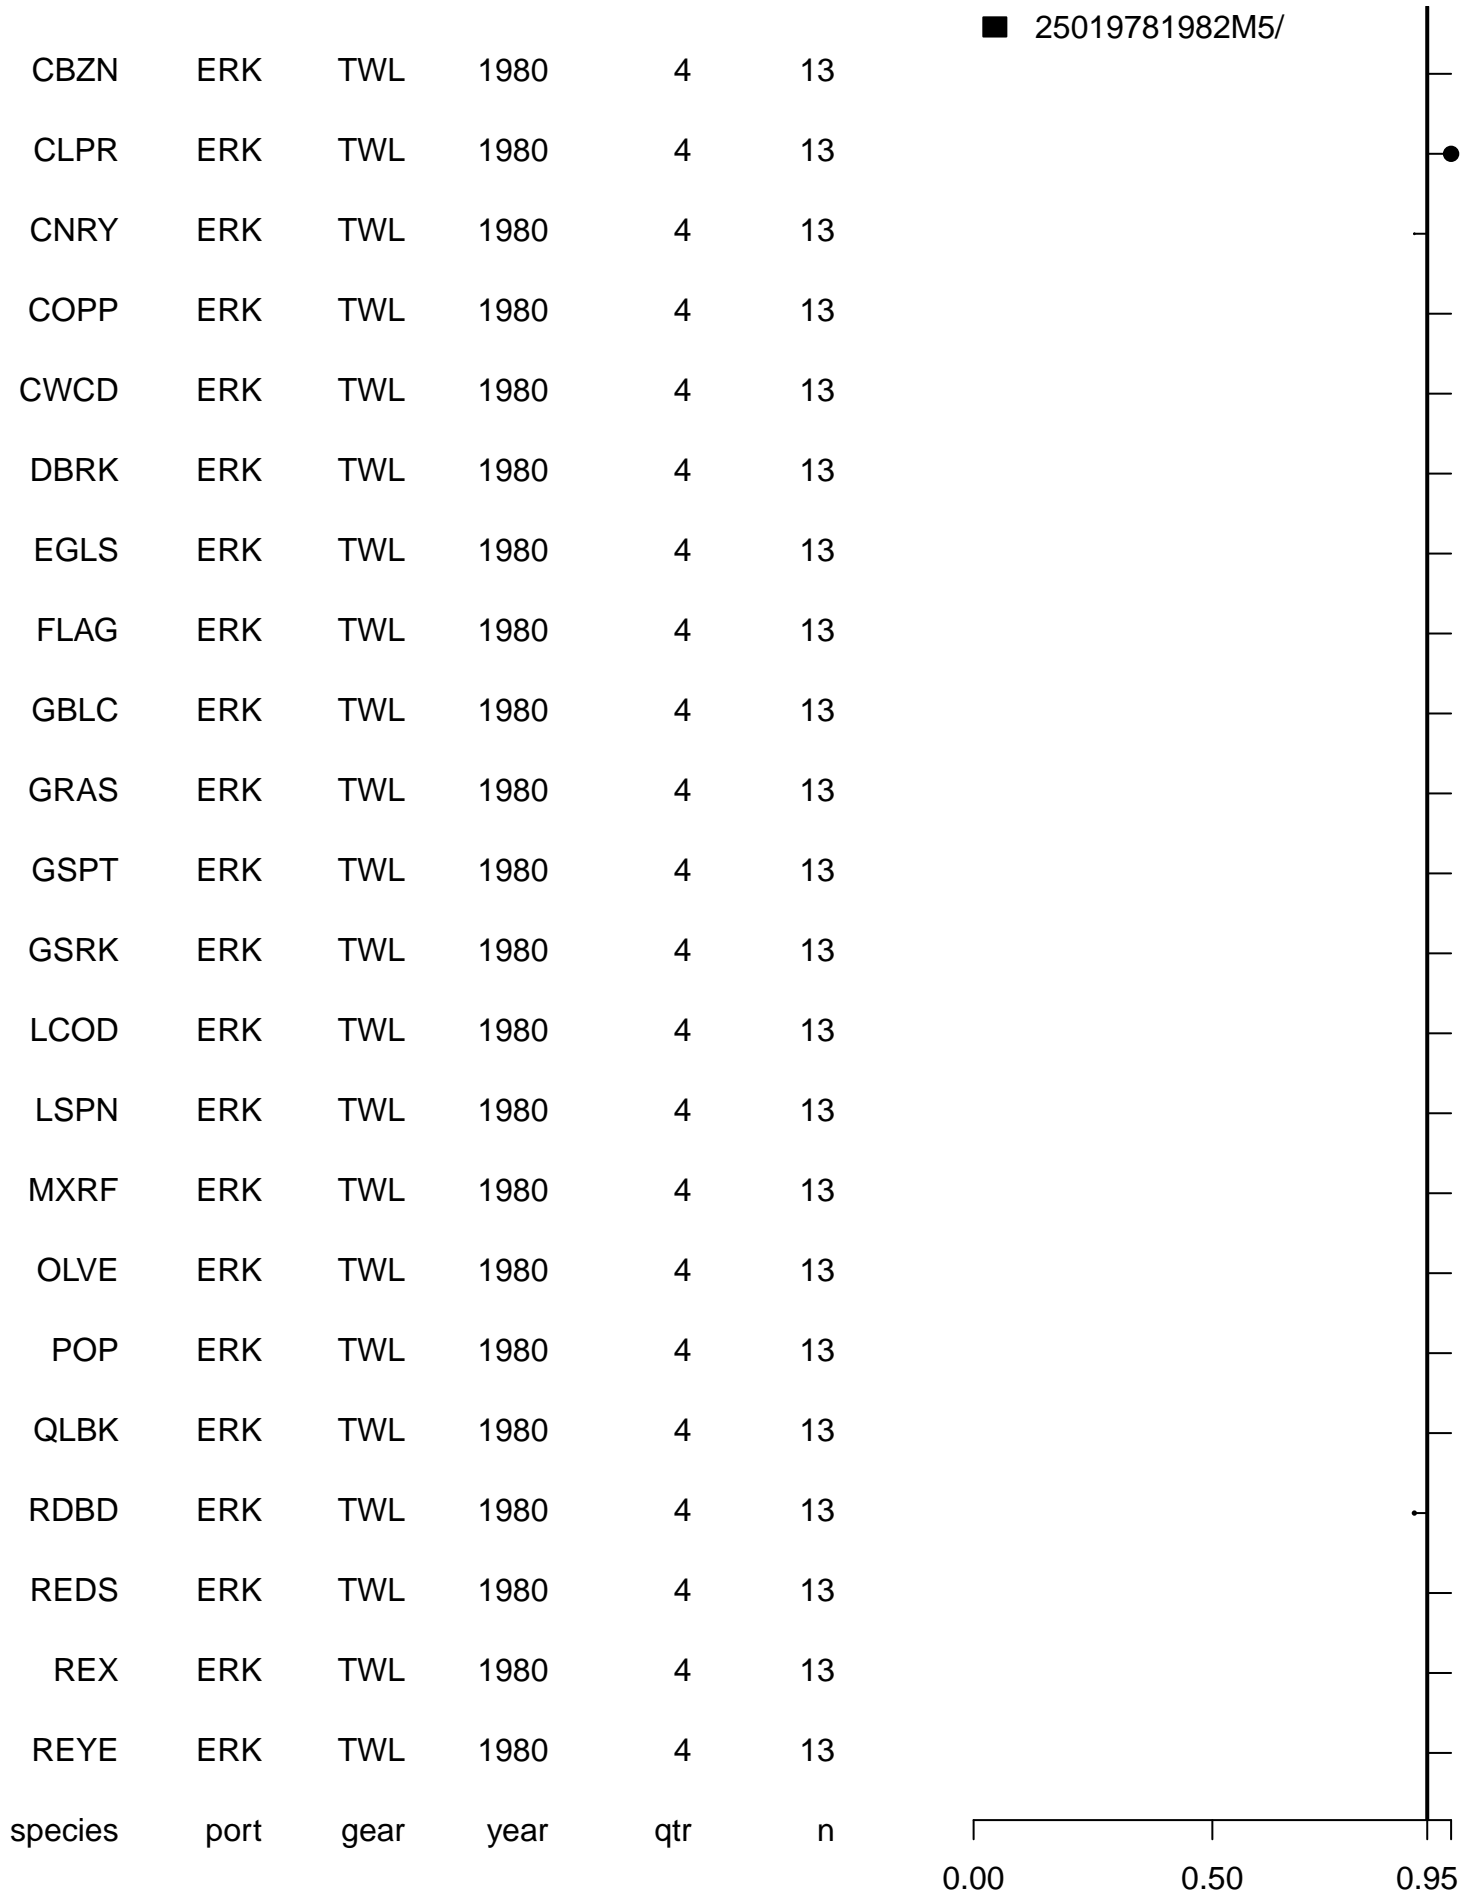 25019781982M5/
CBZN ERK TWL 1980 4 13
CLPR ERK TWL 1980 4 13
CNRY ERK TWL 1980 4 13
COPP ERK TWL 1980 4 13
CWCD ERK TWL 1980 4 13
DBRK ERK TWL 1980 4 13
EGLS ERK TWL 1980 4 13
FLAG ERK TWL 1980 4 13
GBLC ERK TWL 1980 4 13
GRAS ERK TWL 1980 4 13
GSPT ERK TWL 1980 4 13
GSRK ERK TWL 1980 4 13
LCOD ERK TWL 1980 4 13
LSPN ERK TWL 1980 4 13
MXRF ERK TWL 1980 4 13
OLVE ERK TWL 1980 4 13
POP ERK TWL 1980 4 13
QLBK ERK TWL 1980 4 13
RDBD ERK TWL 1980 4 13
REDS ERK TWL 1980 4 13
REX ERK TWL 1980 4 13
REYE ERK TWL 1980 4 13
species port gear year qtr n
0.00 0.50 0.95